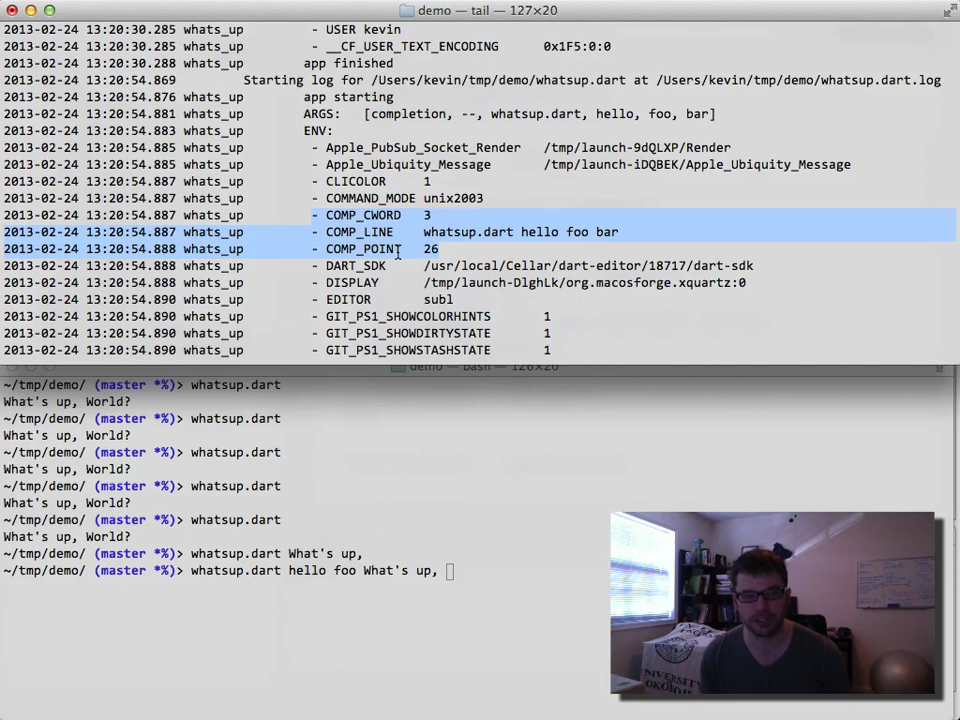 demo — tail — 127×20
2013-02-24 13:20:30.285 whats_up - USER kevin
2013-02-24 13:20:30.285 whats_up - __CF_USER_TEXT_ENCODING 0x1F5:0:0
2013-02-24 13:20:30.288 whats_up app finished
2013-02-24 13:20:54.869 Starting log for /Users/kevin/tmp/demo/whatsup.dart at /Users/kevin/tmp/demo/whatsup.dart.log
2013-02-24 13:20:54.876 whats_up app starting
2013-02-24 13:20:54.881 whats_up ARGS: [completion, --, whatsup.dart, hello, foo, bar]
2013-02-24 13:20:54.883 whats_up ENV:
2013-02-24 13:20:54.885 whats_up - Apple_PubSub_Socket_Render /tmp/launch-9dQLXP/Render
2013-02-24 13:20:54.885 whats_up - Apple_Ubiquity_Message /tmp/launch-iDQBEK/Apple_Ubiquity_Message
2013-02-24 13:20:54.887 whats_up - CLICOLOR 1
2013-02-24 13:20:54.887 whats_up - COMMAND_MODE unix2003
2013-02-24 13:20:54.887 whats_up - COMP_CWORD 3
2013-02-24 13:20:54.887 whats_up - COMP_LINE whatsup.dart hello foo bar
2013-02-24 13:20:54.888 whats_up - COMP_POINT 26
2013-02-24 13:20:54.888 whats_up - DART_SDK /usr/local/Cellar/dart-editor/18717/dart-sdk
2013-02-24 13:20:54.888 whats_up - DISPLAY /tmp/launch-DlghLk/org.macosforge.xquartz:0
2013-02-24 13:20:54.890 whats_up - EDITOR subl
2013-02-24 13:20:54.890 whats_up - GIT_PS1_SHOWCOLORHINTS 1
2013-02-24 13:20:54.890 whats_up - GIT_PS1_SHOWDIRTYSTATE 1
2013-02-24 13:20:54.890 whats_up - GIT_PS1_SHOWSTASHSTATE 1
demo — bash — 126×20
~/tmp/demo/ (master *%)> whatsup.dart
What's up, World?
~/tmp/demo/ (master *%)> whatsup.dart
What's up, World?
~/tmp/demo/ (master *%)> whatsup.dart
What's up, World?
~/tmp/demo/ (master *%)> whatsup.dart
What's up, World?
~/tmp/demo/ (master *%)> whatsup.dart
What's up, World?
~/tmp/demo/ (master *%)> whatsup.dart What's up,
~/tmp/demo/ (master *%)> whatsup.dart hello foo What's up,